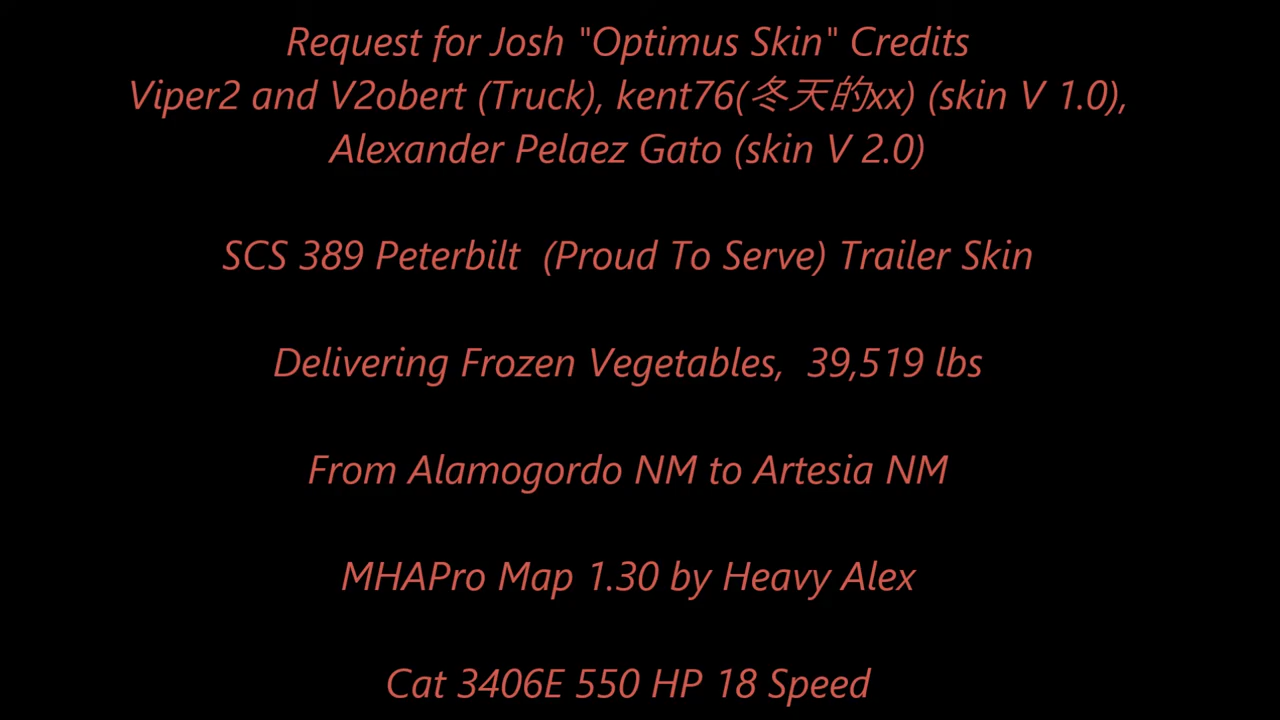 Request for Josh "Optimus Skin" Credits
Viper2 and V2obert (Truck), kent76(冬天的xx) (skin V 1.0),
Alexander Pelaez Gato (skin V 2.0)
SCS 389 Peterbilt  (Proud To Serve) Trailer Skin
Delivering Frozen Vegetables,  39,519 lbs
From Alamogordo NM to Artesia NM
MHAPro Map 1.30 by Heavy Alex
Cat 3406E 550 HP 18 Speed